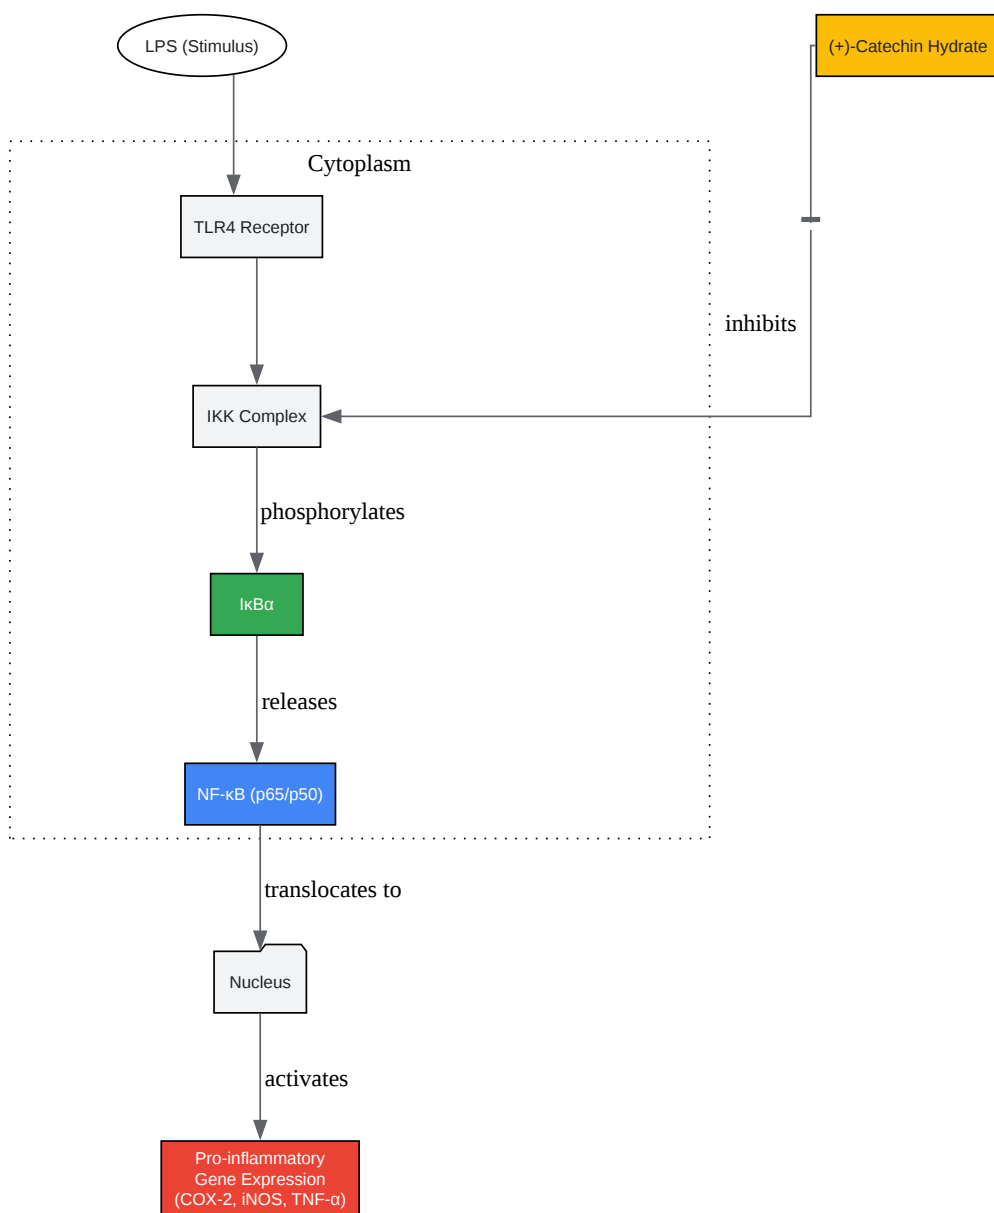 LPS (Stimulus)
(+)-Catechin Hydrate
Cytoplasm
TLR4 Receptor
inhibits
IKK Complex
phosphorylates
IκBα
releases
NF-κB (p65/p50)
translocates to
Nucleus
activates
Pro-inflammatory
Gene Expression
(COX-2, iNOS, TNF-α)